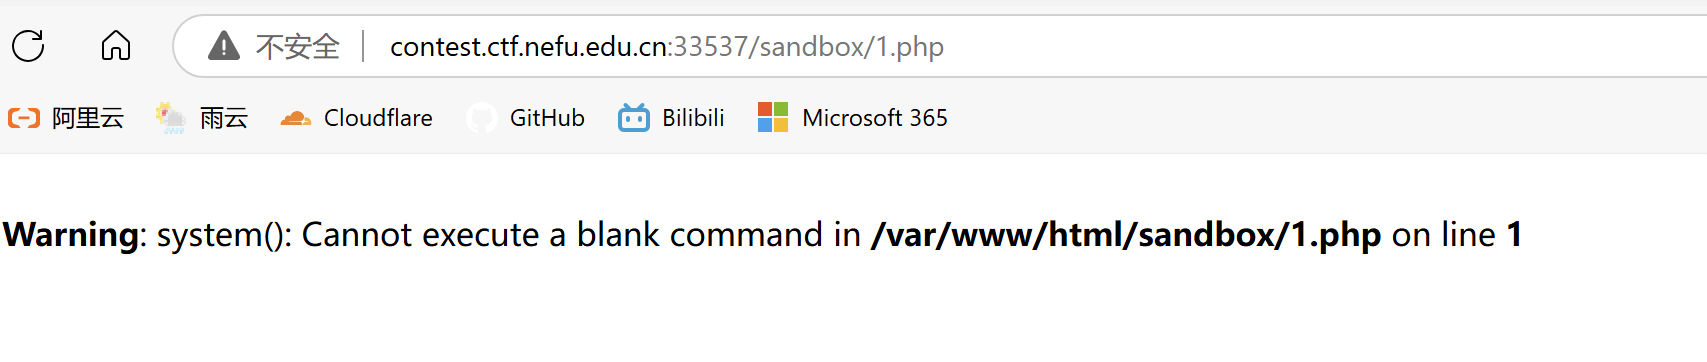 不安全 contest.ctf.nefu.edu.cn:33537/sandbox/1.php
阿里云 雨云 Cloudflare GitHub Bilibili Microsoft 365
Warning: system(): Cannot execute a blank command in /var/www/html/sandbox/1.php on line 1